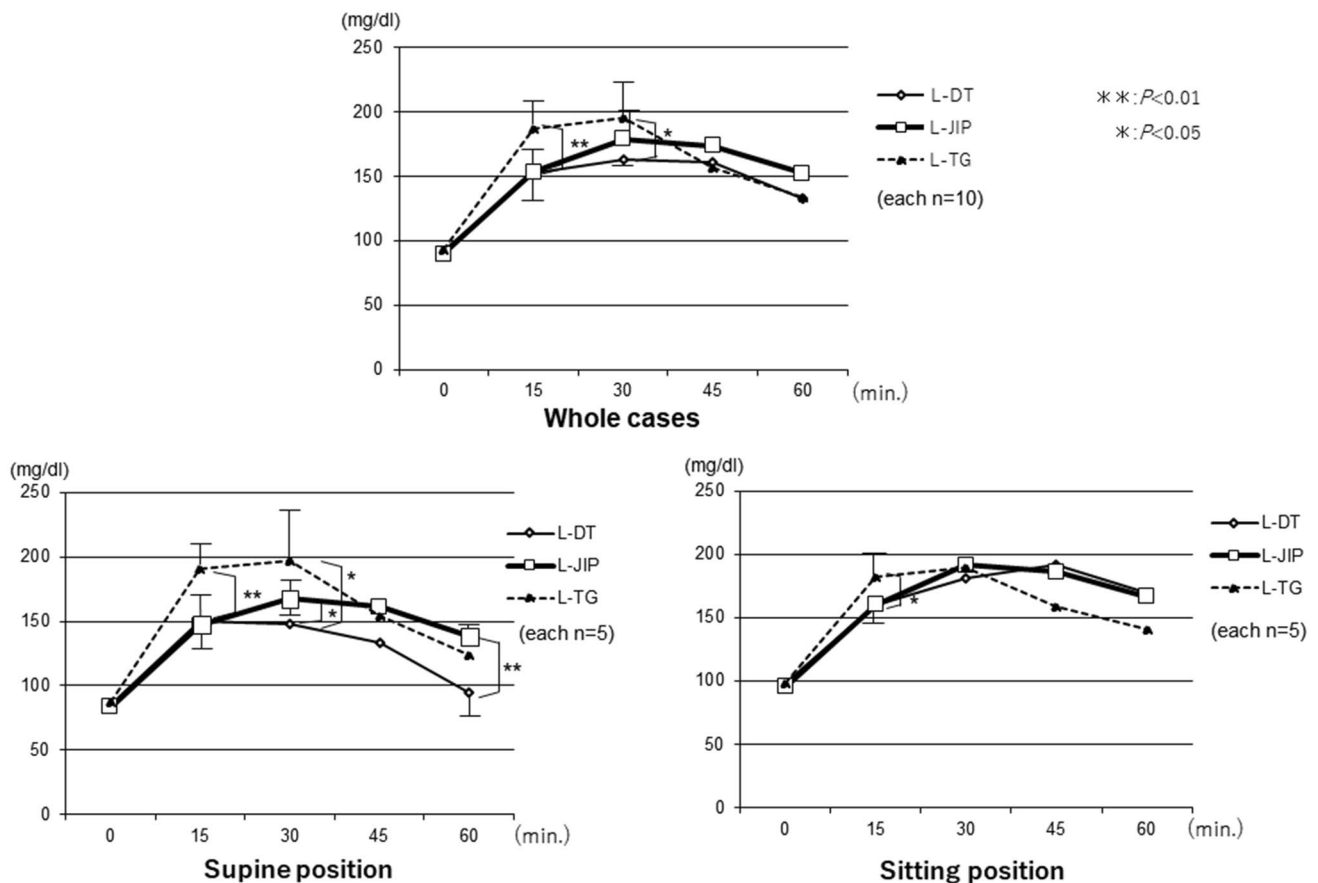 (mg/dl)
250
200
150
100
50
0
0 15 30 45 60 (min.)
** *
L-DT
L-JIP
L-TG
(each n=10)
**:P<0.01
*:P<0.05
Whole cases
(mg/dl)
250
200
150
100
50
0
0 15 30 45 60 (min.)
** * * **
L-DT
L-JIP
L-TG
(each n=5)
Supine position
(mg/dl)
250
200
150
100
50
0
0 15 30 45 60 (min.)
*
L-DT
L-JIP
L-TG
(each n=5)
Sitting position